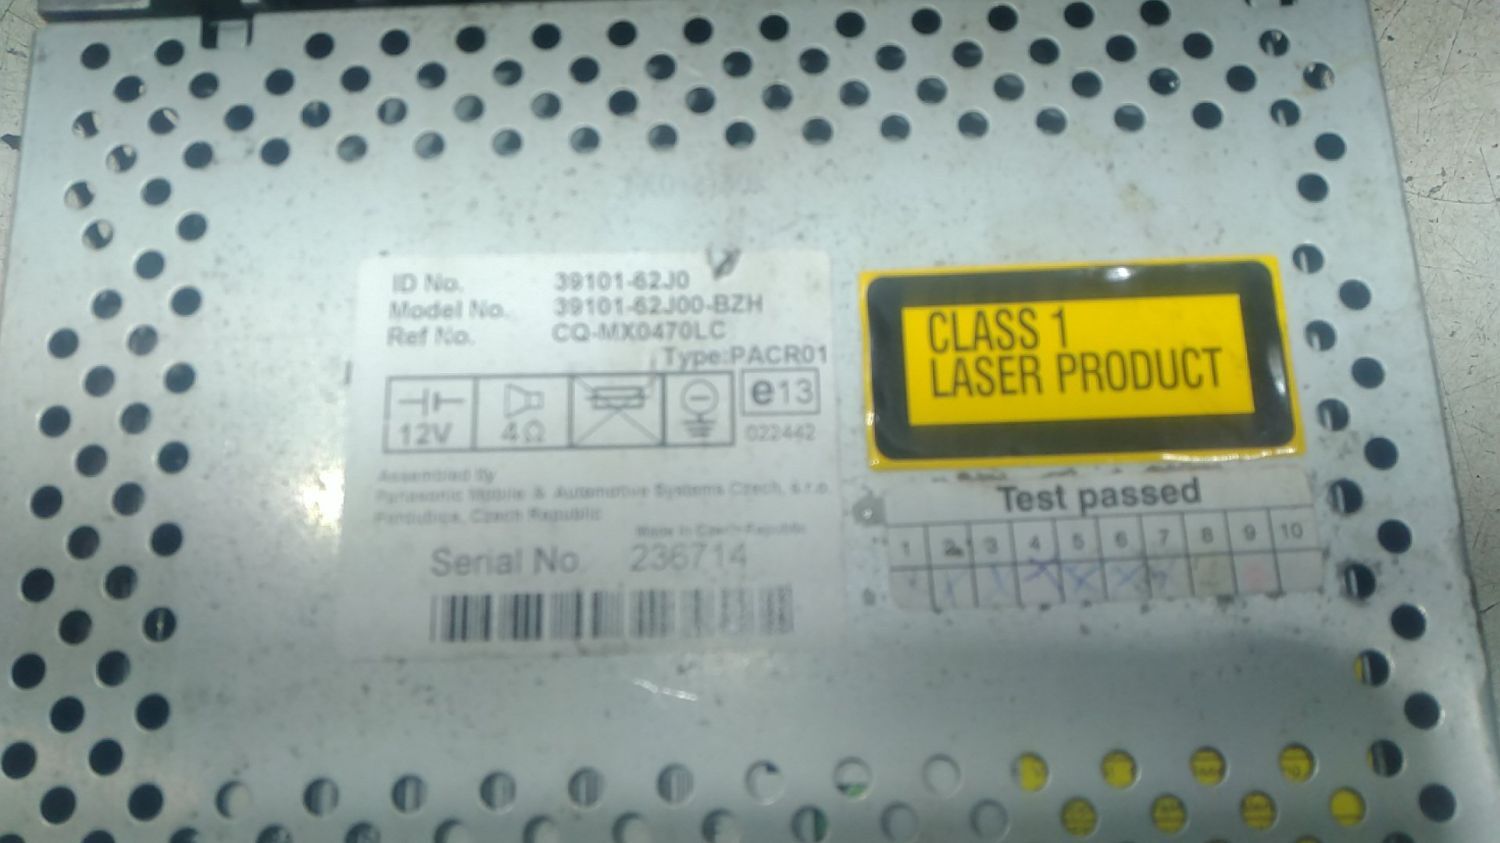 ID No. 39101-62J0
Model No. 39101-62J00-BZH
Ref No. CQ-MX0470LC
Type:PACR01
12V 4Ω e13
022442
Assembled By
Panasonic Mobile & Automotive Systems Czech, s.r.o.
Pardubice, Czech Republic
Made in Czech Republic
Serial No. 236714
CLASS 1
LASER PRODUCT
Test passed
1 2 3 4 5 6 7 8 9 10